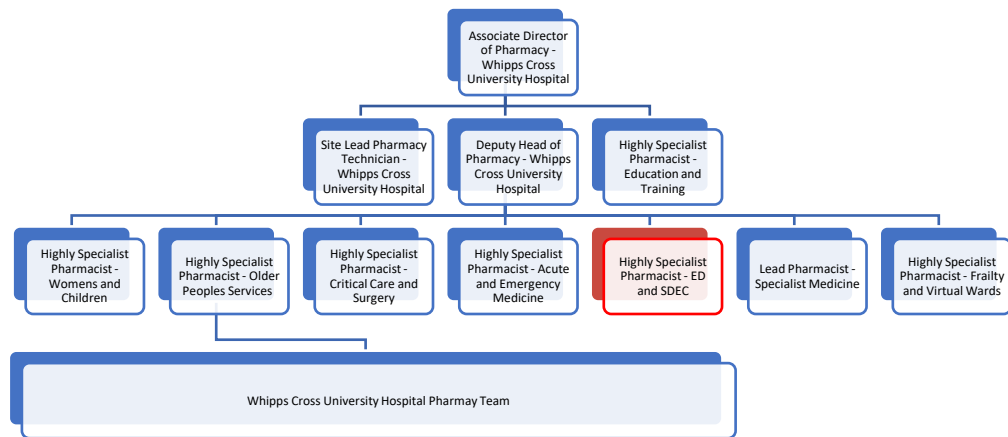 Associate Director
of Pharmacy -
Whipps Cross
University Hospital
Site Lead Pharmacy
Technician -
Whipps Cross
University Hospital
Deputy Head of
Pharmacy - Whipps
Cross University
Hospital
Highly Specialist
Pharmacist -
Education and
Training
Highly Specialist
Pharmacist -
Womens and
Children
Highly Specialist
Pharmacist - Older
Peoples Services
Highly Specialist
Pharmacist -
Critical Care and
Surgery
Highly Specialist
Pharmacist - Acute
and Emergency
Medicine
Highly Specialist
Pharmacist - ED
and SDEC
Lead Pharmacist -
Specialist Medicine
Highly Specialist
Pharmacist - Frailty
and Virtual Wards
Whipps Cross University Hospital Pharmay Team